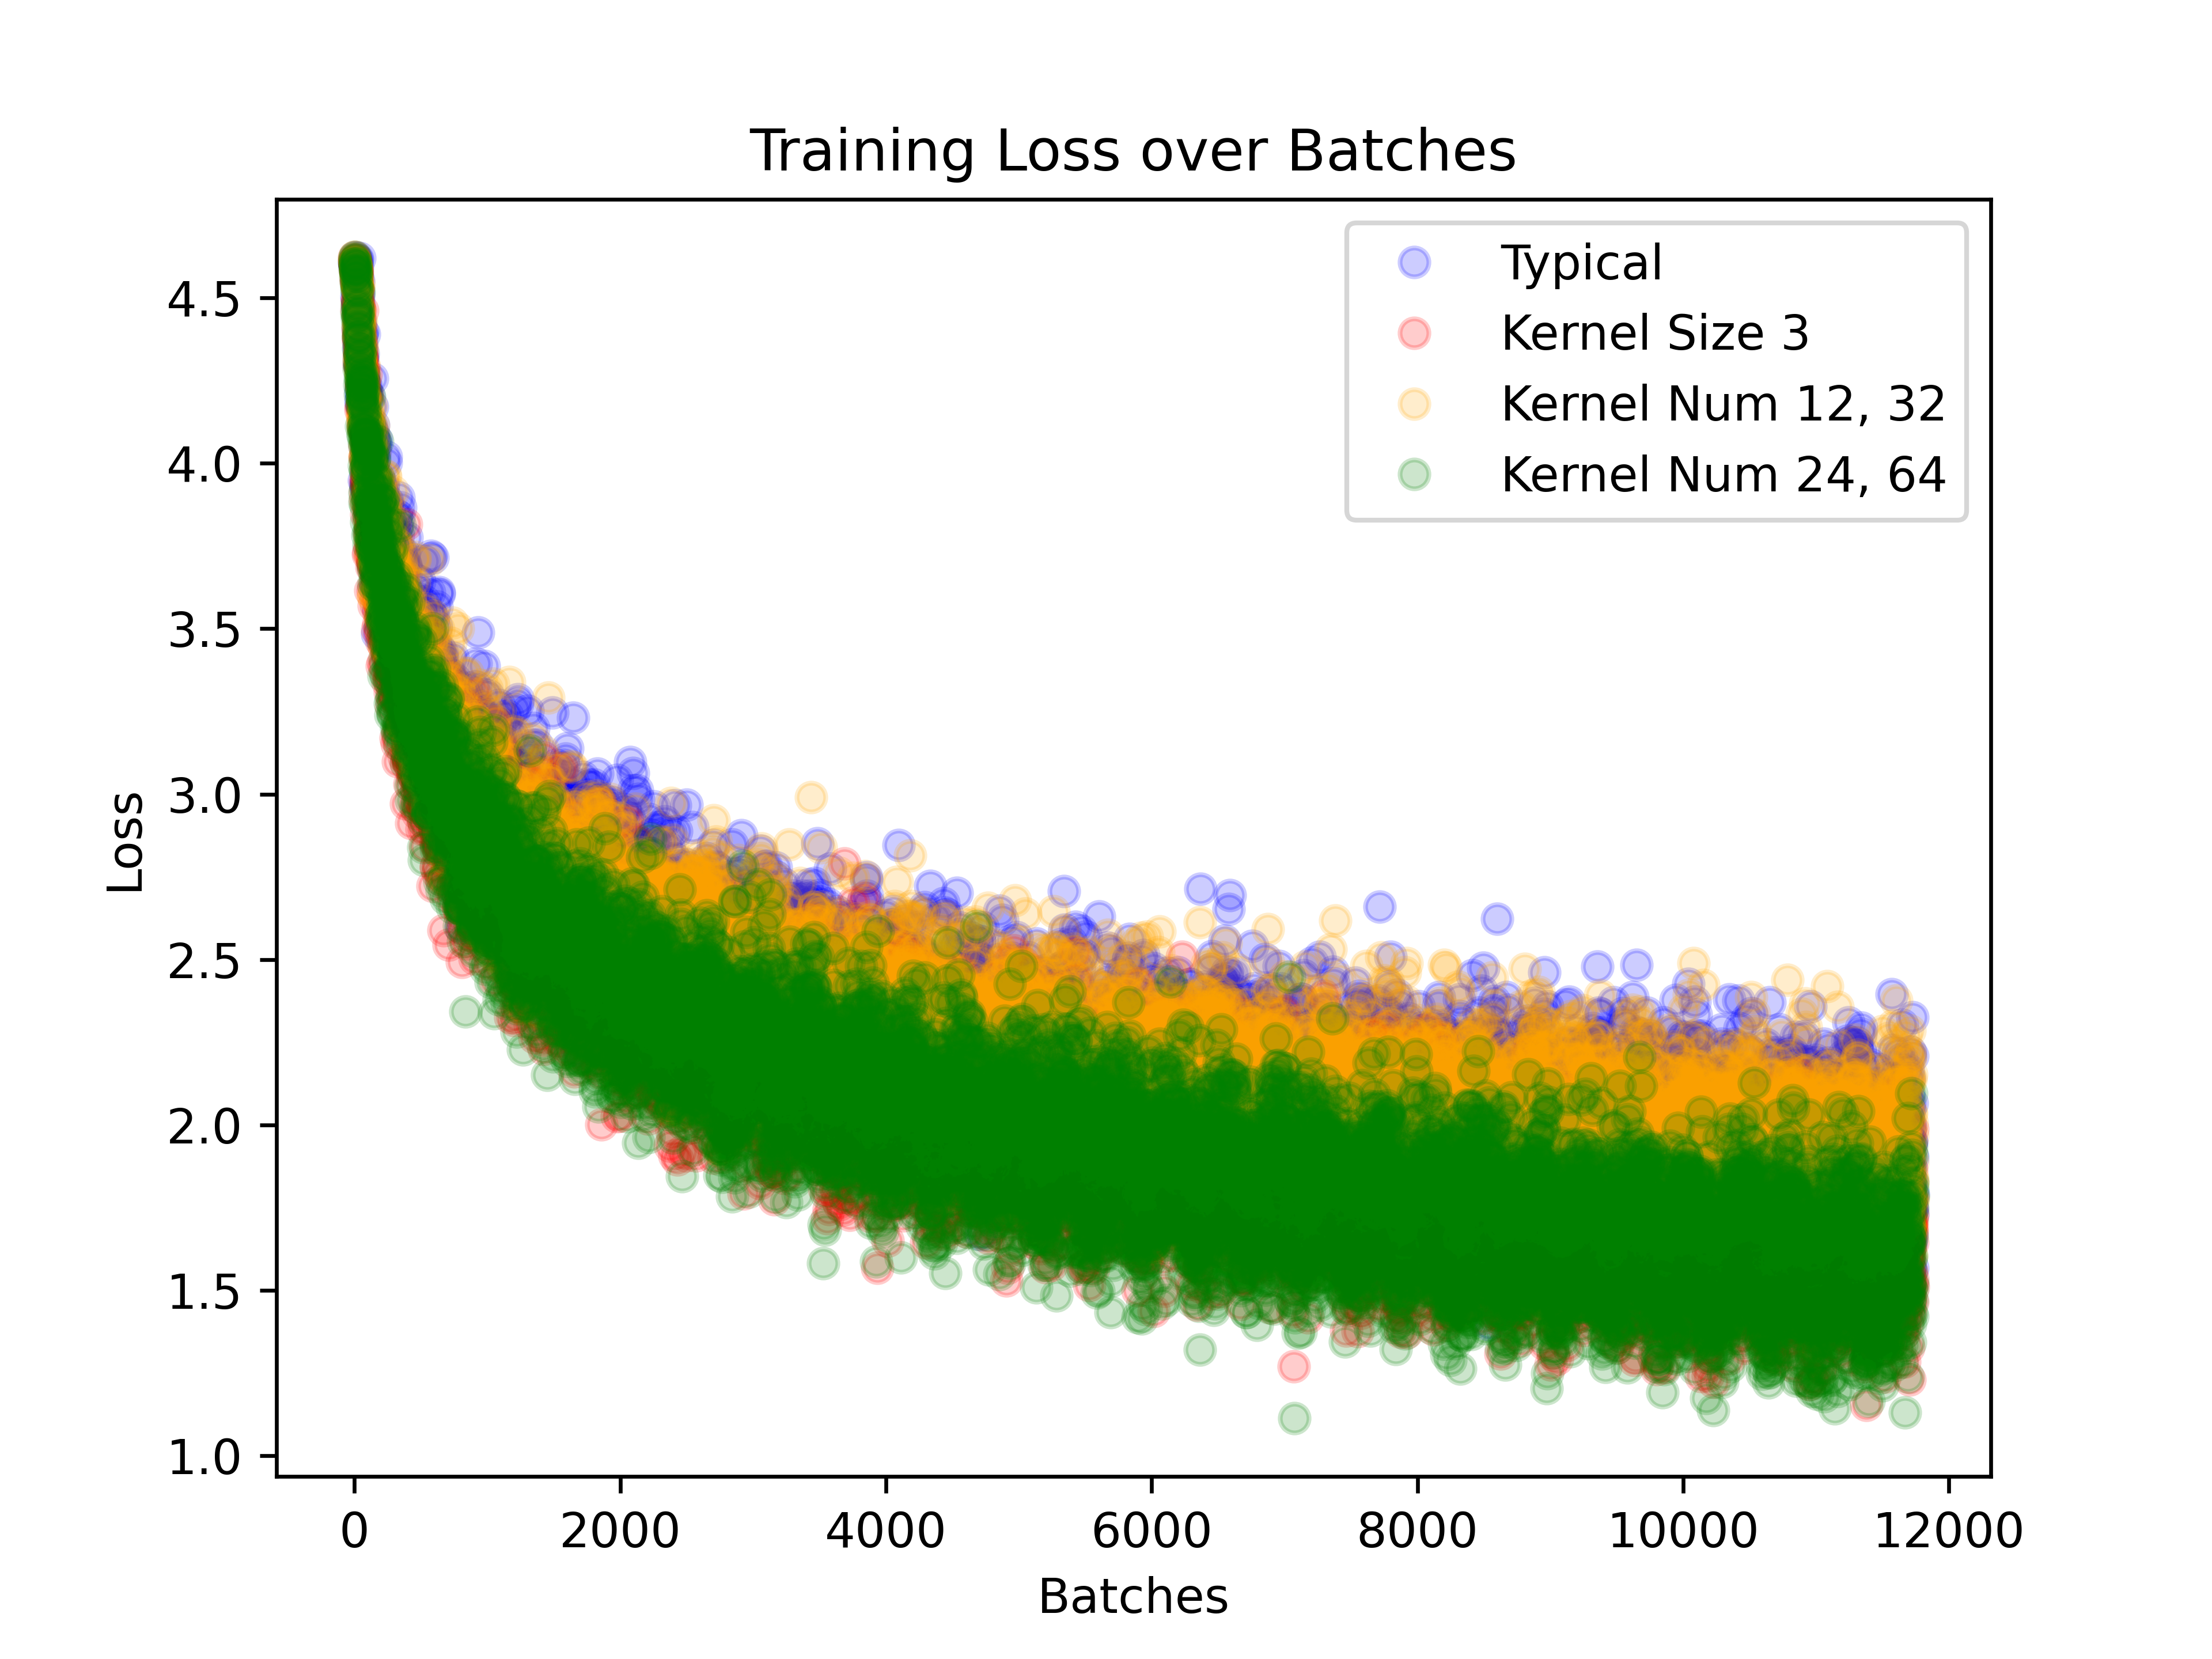 Training Loss over Batches
Typical
Kernel Size 3
Kernel Num 12, 32
Kernel Num 24, 64
Loss
4.5
4.0
3.5
3.0
2.5
2.0
1.5
1.0
0 2000 4000 6000 8000 10000 12000
Batches